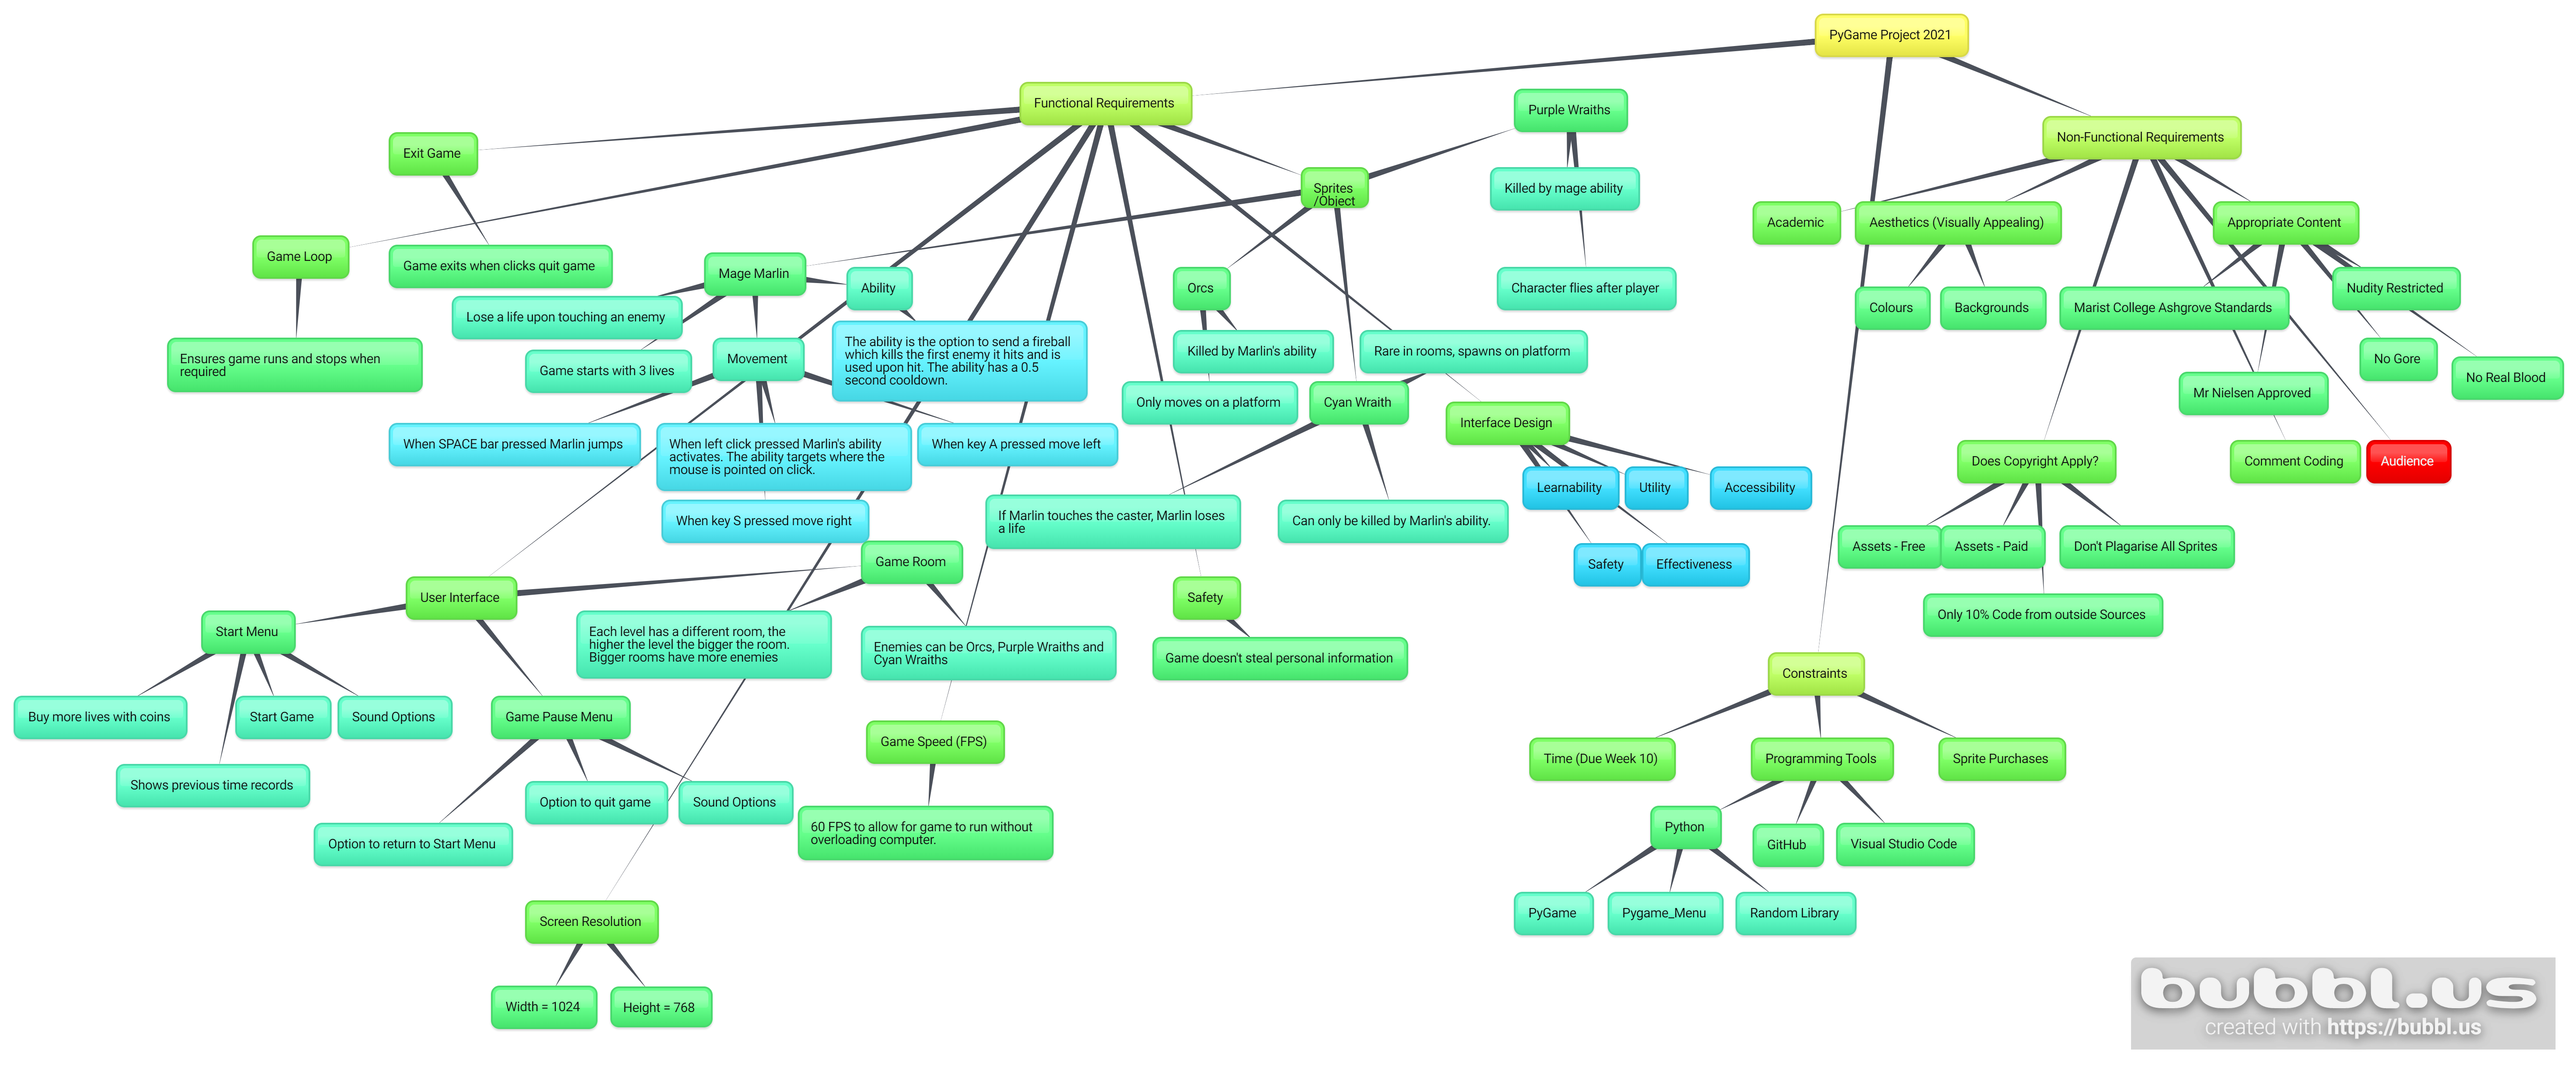 PyGame Project 2021
Functional Requirements
Purple Wraiths
Non-Functional Requirements
Exit Game
Killed by mage ability
Sprites
/Object
Academic
Aesthetics (Visually Appealing)
Appropriate Content
Game Loop
Game exits when clicks quit game
Mage Marlin
Ability
Orcs
Character flies after player
Nudity Restricted
Colours
Backgrounds
Marist College Ashgrove Standards
Lose a life upon touching an enemy
Ensures game runs and stops when
required
Game starts with 3 lives
Movement
The ability is the option to send a fireball
which kills the first enemy it hits and is
used upon hit. The ability has a 0.5
second cooldown.
Killed by Marlin's ability
Rare in rooms, spawns on platform
No Gore
No Real Blood
Only moves on a platform
Cyan Wraith
Mr Nielsen Approved
Interface Design
When SPACE bar pressed Marlin jumps
When left click pressed Marlin's ability
activates. The ability targets where the
mouse is pointed on click.
When key A pressed move left
Does Copyright Apply?
Comment Coding
Audience
Learnability
Utility
Accessibility
When key S pressed move right
If Marlin touches the caster, Marlin loses
a life
Can only be killed by Marlin's ability.
Assets - Free
Assets - Paid
Don't Plagarise All Sprites
Game Room
Safety
Effectiveness
User Interface
Safety
Only 10% Code from outside Sources
Start Menu
Each level has a different room, the
higher the level the bigger the room.
Bigger rooms have more enemies
Enemies can be Orcs, Purple Wraiths and
Cyan Wraiths
Game doesn't steal personal information
Constraints
Buy more lives with coins
Start Game
Sound Options
Game Pause Menu
Game Speed (FPS)
Time (Due Week 10)
Programming Tools
Sprite Purchases
Shows previous time records
Option to quit game
Sound Options
60 FPS to allow for game to run without
overloading computer.
Python
GitHub
Visual Studio Code
Option to return to Start Menu
PyGame
Pygame_Menu
Random Library
Screen Resolution
Width = 1024
Height = 768
bubbl.us
created with https://bubbl.us